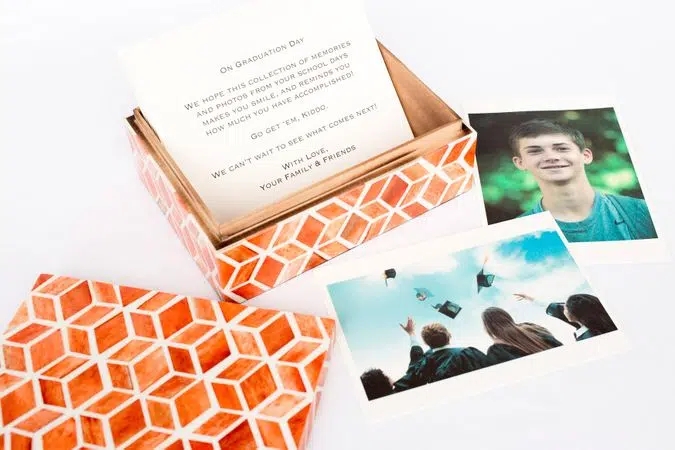 On Graduation Day
We hope this collection of memories
and photos from your school days
makes you smile, and reminds you
how much you have accomplished!
Go get 'em, Kiddo.
We can't wait to see what comes next!
With Love,
Your Family & Friends